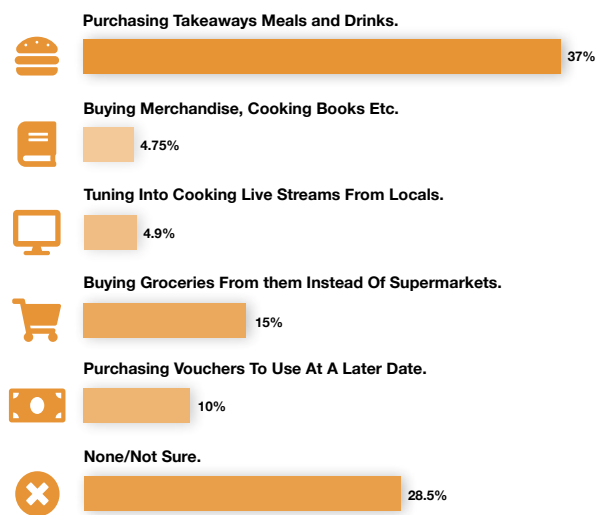 Purchasing Takeaways Meals and Drinks.
37%
Buying Merchandise, Cooking Books Etc.
4.75%
Tuning Into Cooking Live Streams From Locals.
4.9%
Buying Groceries From them Instead Of Supermarkets.
15%
Purchasing Vouchers To Use At A Later Date.
10%
None/Not Sure.
28.5%